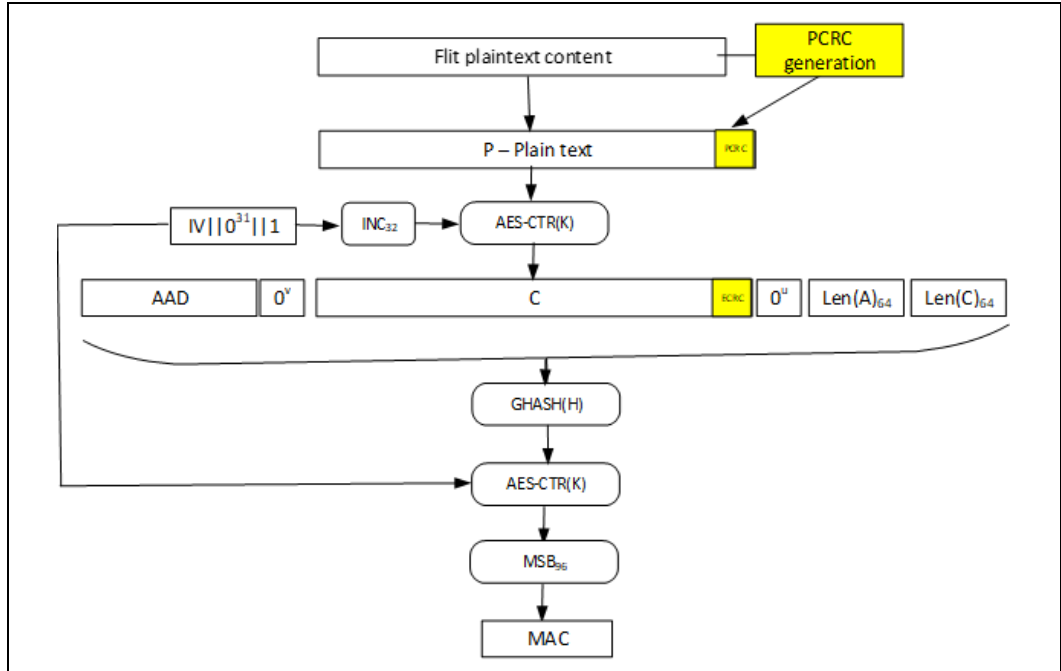 Flit plaintext content
PCRC
generation
P – Plain text
PCRC
IV||0³¹||1
INC₃₂
AES-CTR(K)
AAD
0ᵛ
C
ECRC
0ᵘ
Len(A)₆₄
Len(C)₆₄
GHASH(H)
AES-CTR(K)
MSB₉₆
MAC